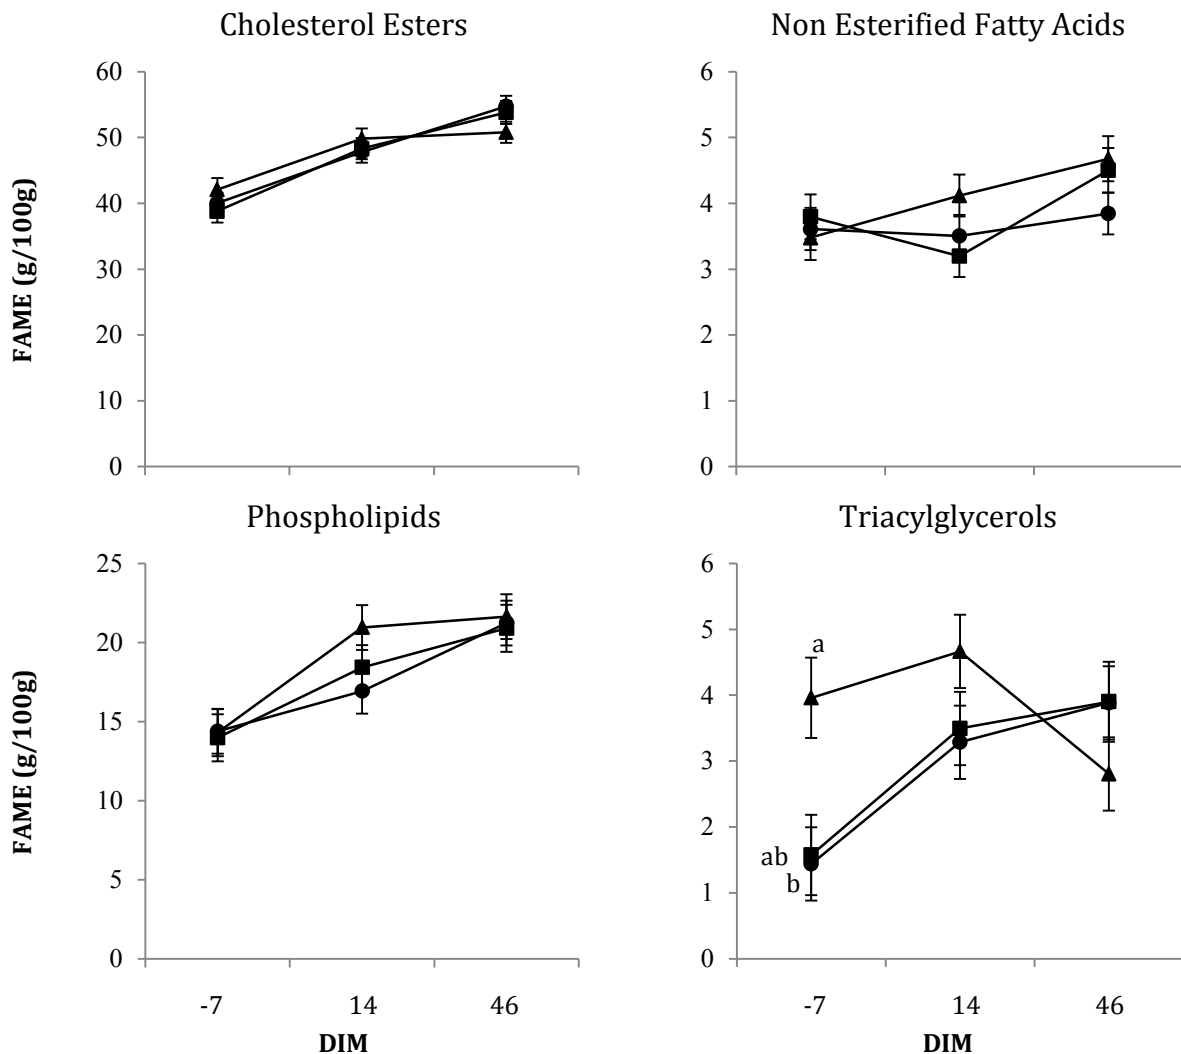 Cholesterol Esters
60
50
40
30
20
10
0
FAME (g/100g)
Non Esterified Fatty Acids
6
5
4
3
2
1
0
Phospholipids
25
20
15
10
5
0
FAME (g/100g)
-7 14 46
DIM
Triacylglycerols
6
5
4
3
2
1
0
a
ab
b
-7 14 46
DIM